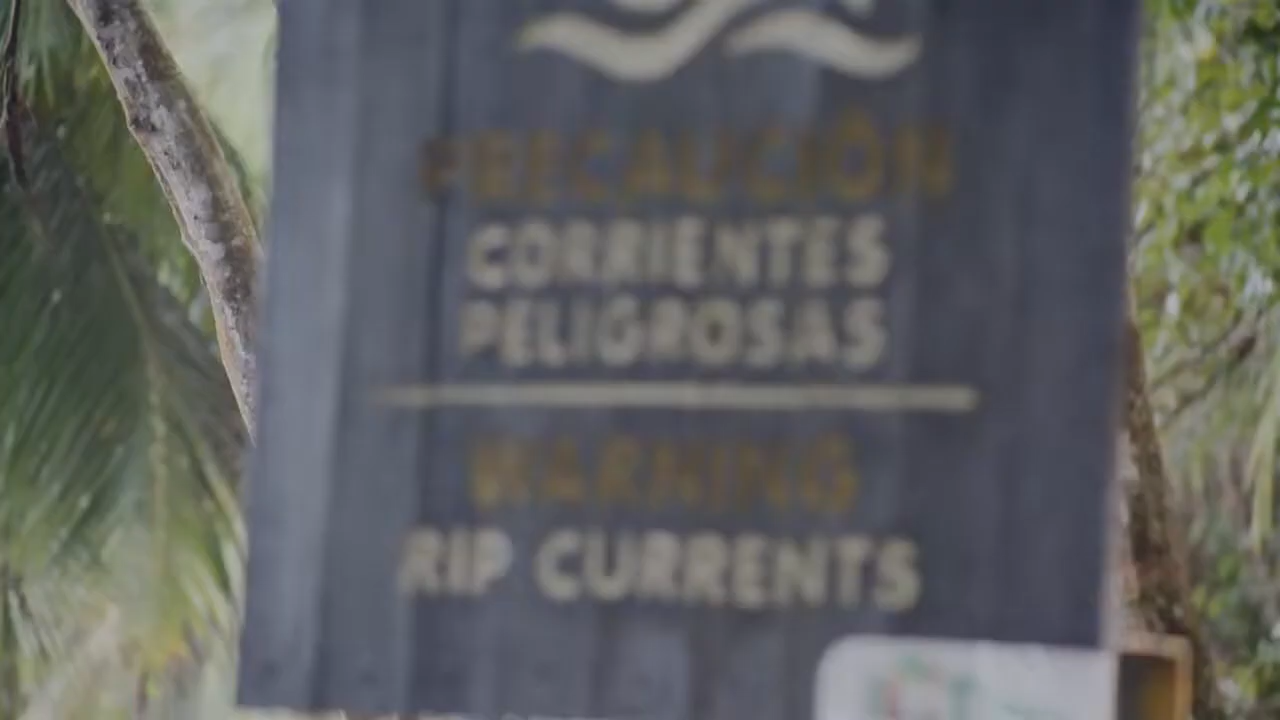 PRECAUCIÓN
CORRIENTES
PELIGROSAS
WARNING
RIP CURRENTS